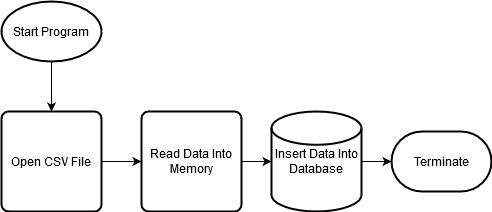 Start Program
Open CSV File
Read Data Into
Memory
Insert Data Into
Database
Terminate